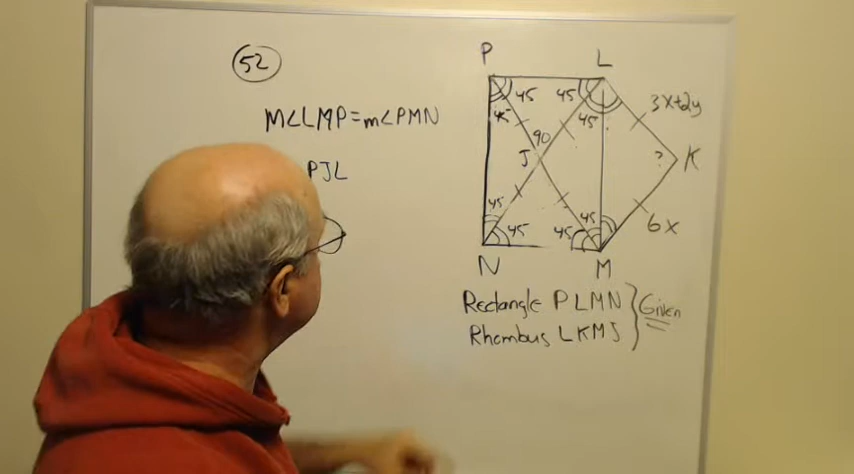 52
m∠LMP=m∠PMN
PJL
P
L
45
45
45
45
90
3x+2y
J
?
K
45
45
45
45
6x
N
M
Rectangle PLMN
Rhombus LKMJ
Given